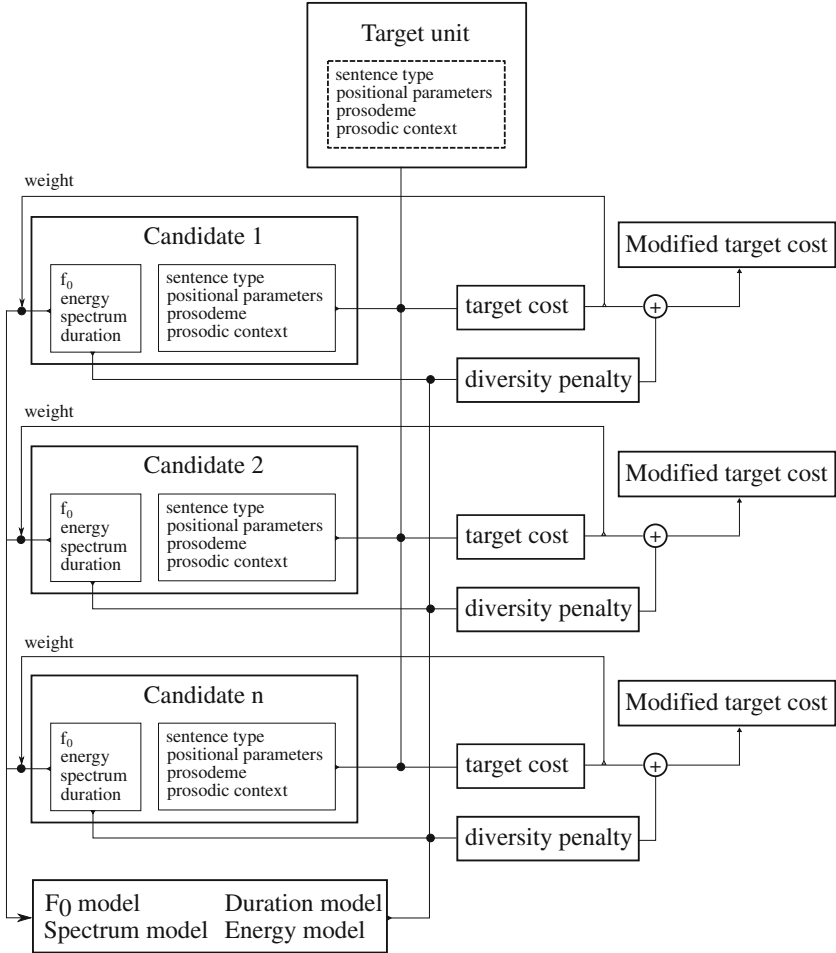 Target unit
sentence type
positional parameters
prosodeme
prosodic context
weight
Candidate 1
f₀
energy
spectrum
duration
sentence type
positional parameters
prosodeme
prosodic context
target cost
+
Modified target cost
diversity penalty
weight
Candidate 2
f₀
energy
spectrum
duration
sentence type
positional parameters
prosodeme
prosodic context
target cost
+
Modified target cost
diversity penalty
weight
Candidate n
f₀
energy
spectrum
duration
sentence type
positional parameters
prosodeme
prosodic context
target cost
+
Modified target cost
diversity penalty
F₀ model Duration model
Spectrum model Energy model